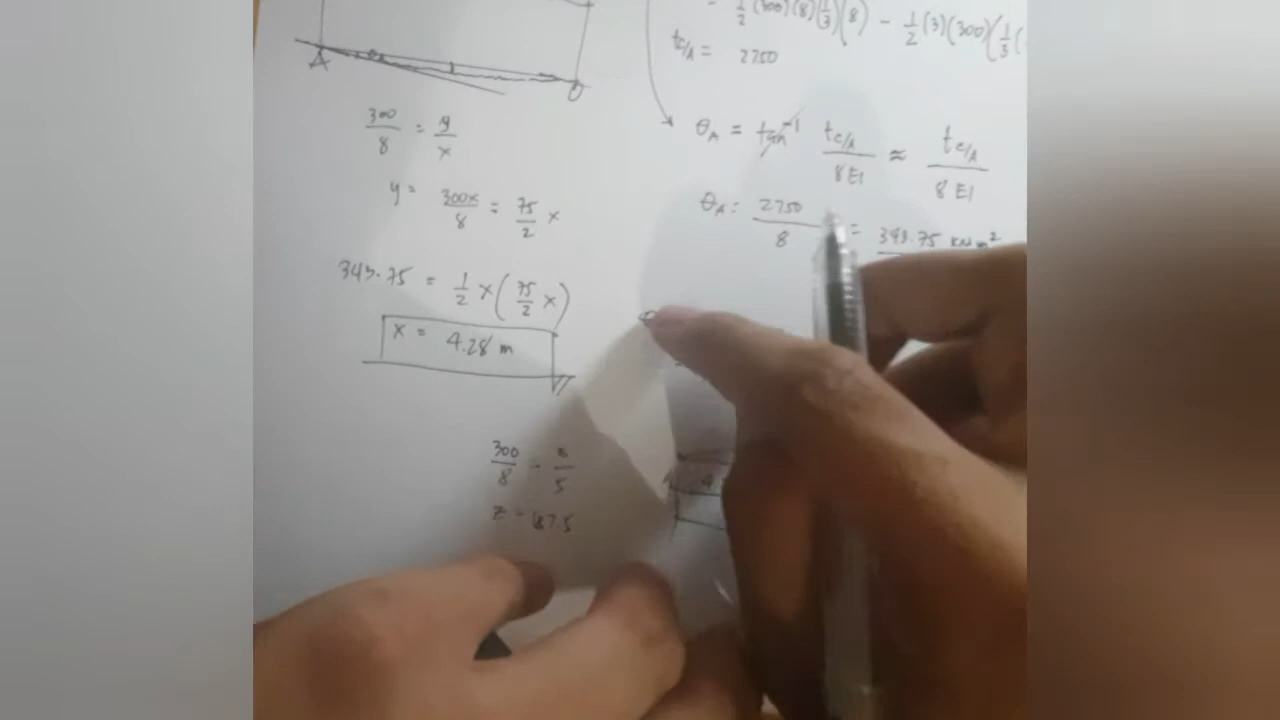 A
300/8 = y/x
y = 300x/8 = 75/2 x
343.75 = 1/2 x (75/2 x)
x = 4.28 m
300/8 - 5
z - 187.5
- 1/2 (300)(8)(1/3)(8) - 1/2 (3)(300)(1/3
tC/A = 2750
θA = tan⁻¹ tC/A / 8EI ≈ tC/A / 8EI
θA = 2750/8 = 343.75 KN m²